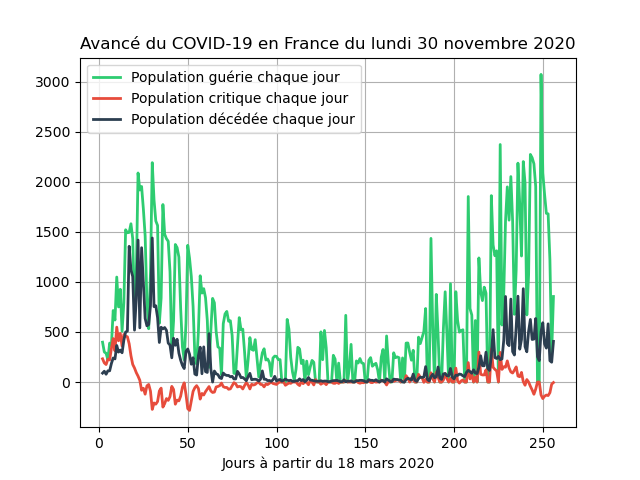 Avancé du COVID-19 en France du lundi 30 novembre 2020
Population guérie chaque jour
Population critique chaque jour
Population décédée chaque jour
3000
2500
2000
1500
1000
500
0
0 50 100 150 200 250
Jours à partir du 18 mars 2020